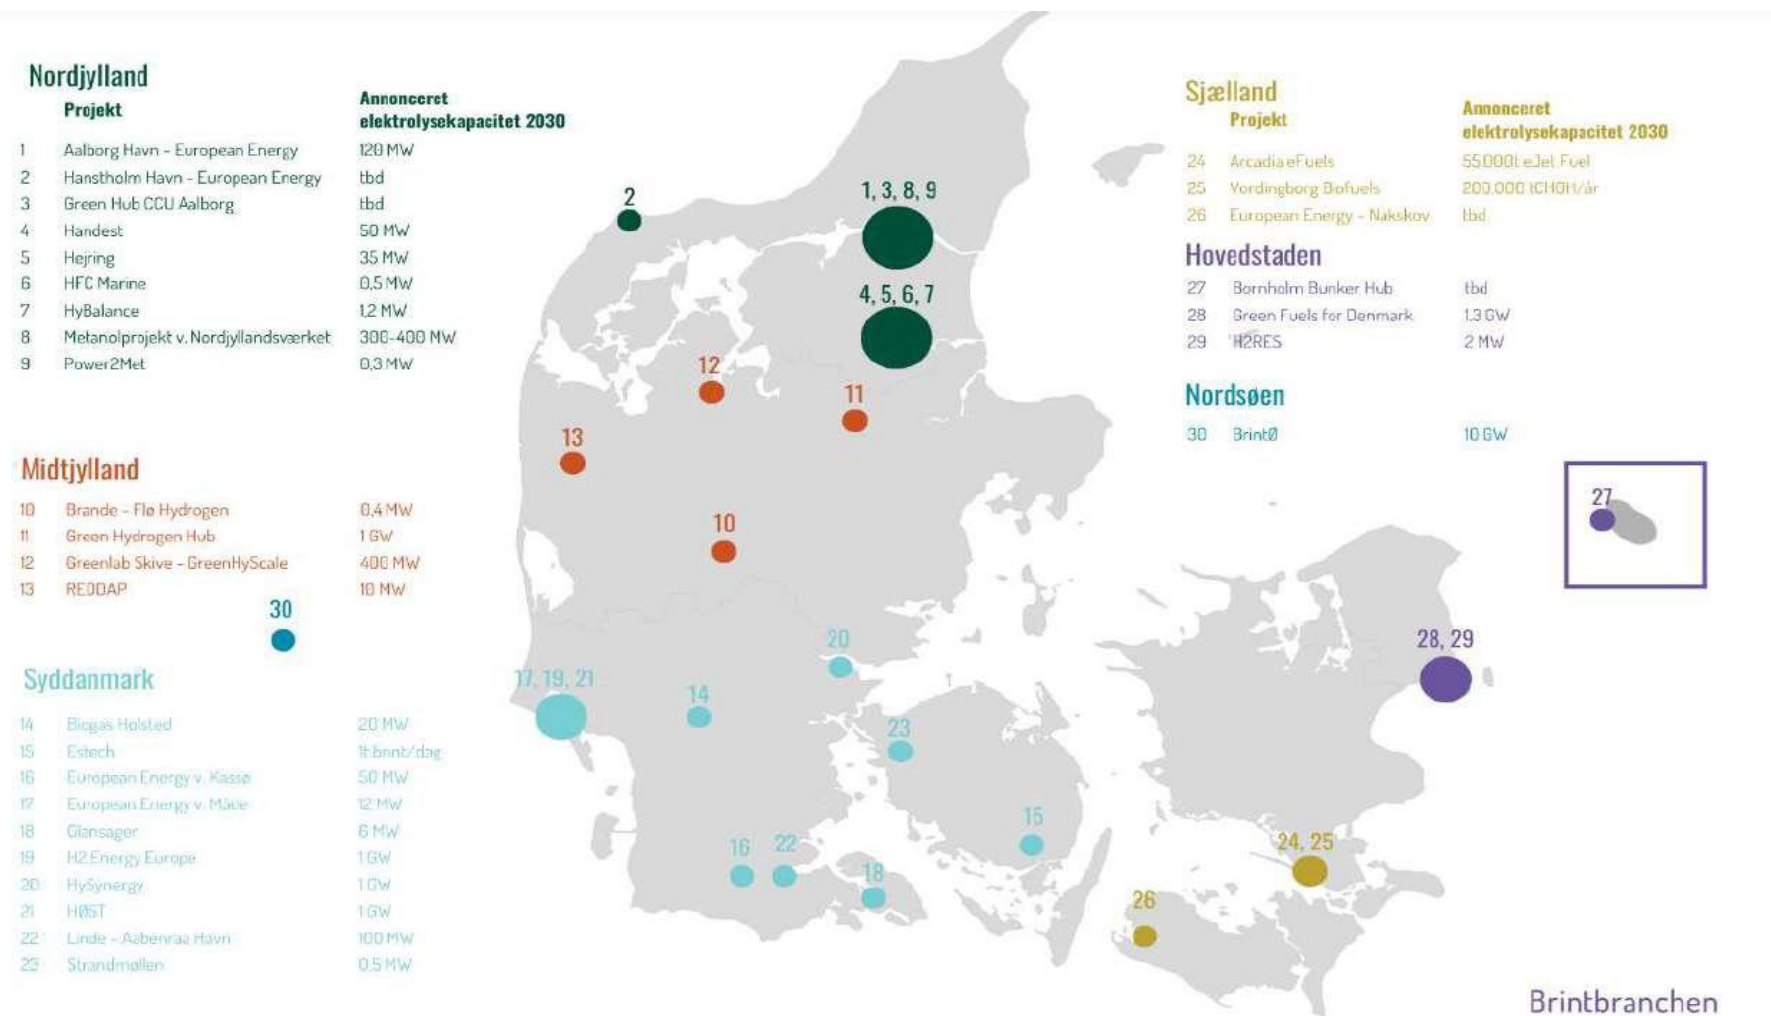 Nordjylland
Projekt
Annonceret
elektrolysekapacitet 2030
1 Aalborg Havn - European Energy 120 MW
2 Hanstholm Havn - European Energy tbd
3 Green Hub CCU Aalborg tbd
4 Handest 50 MW
5 Hejring 35 MW
6 HFC Marine 0,5 MW
7 HyBalance 1,2 MW
8 Metanolprojekt v. Nordjyllandsværket 300-400 MW
9 Power2Met 0,3 MW
Midtjylland
10 Brande - Flø Hydrogen 0,4 MW
11 Green Hydrogen Hub 1 GW
12 Greenlab Skive - GreenHyScale 400 MW
13 REDDAP 10 MW
Syddanmark
14 Biogas Holsted 20 MW
15 Estech 1t brint/dag
16 European Energy v. Kassø 50 MW
17 European Energy v. Måde 12 MW
18 Glansager 6 MW
19 H2 Energy Europe 1 GW
20 HySynergy 1 GW
21 HØST 1 GW
22 Linde - Aabenraa Havn 100 MW
23 Strandmøllen 0,5 MW
2
1, 3, 8, 9
4, 5, 6, 7
12
11
13
10
30
20
17, 19, 21
14
23
15
16
22
18
28, 29
24, 25
26
27
Sjælland
Projekt
Annonceret
elektrolysekapacitet 2030
24 Arcadia eFuels 55.000t eJet Fuel
25 Vordingborg Biofuels 200.000 tCH0H/år
26 European Energy - Nakskov tbd
Hovedstaden
27 Bornholm Bunker Hub tbd
28 Green Fuels for Denmark 1.3 GW
29 H2RES 2 MW
Nordsøen
30 BrintØ 10 GW
Brintbranchen